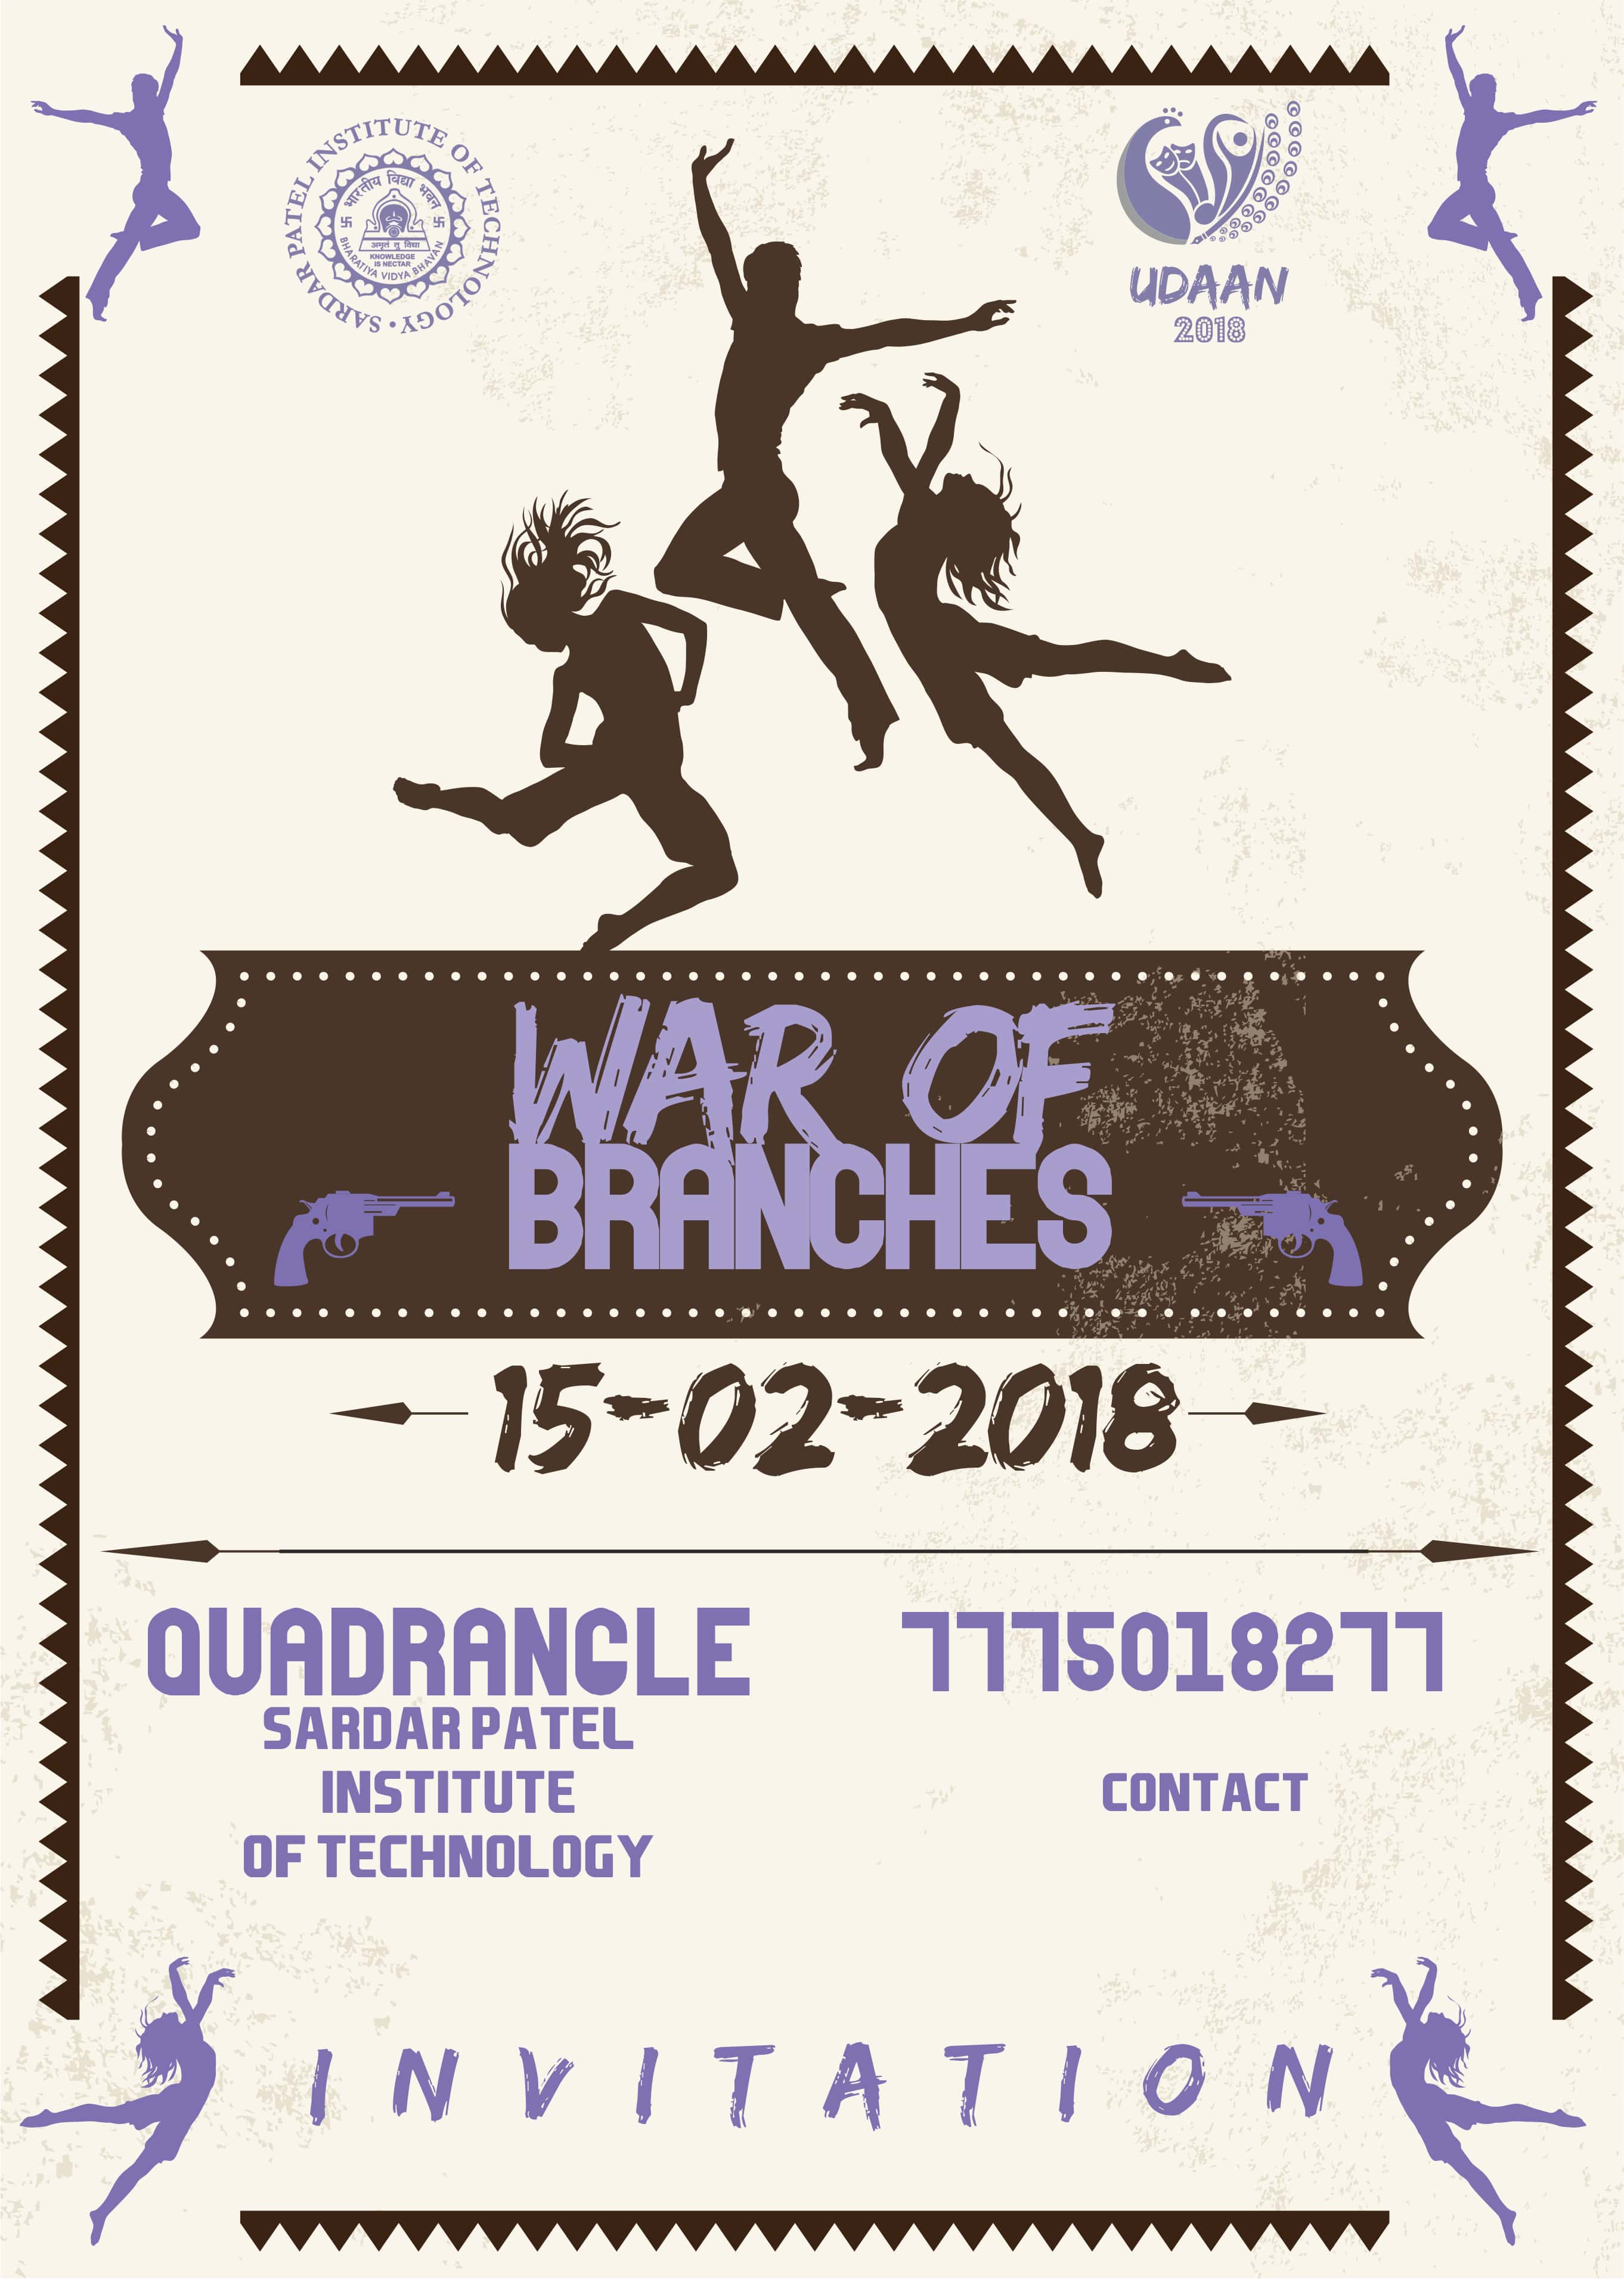 SARDAR PATEL INSTITUTE OF TECHNOLOGY •
भारतीय विद्या भवन
अमृतं तु विद्या
KNOWLEDGE
IS NECTAR
BHARATIYA VIDYA BHAVAN
UDAAN
2018
WAR OF
BRANCHES
15-02-2018
QUADRANGLE
7775018277
SARDAR PATEL
INSTITUTE
OF TECHNOLOGY
CONTACT
INVITATION